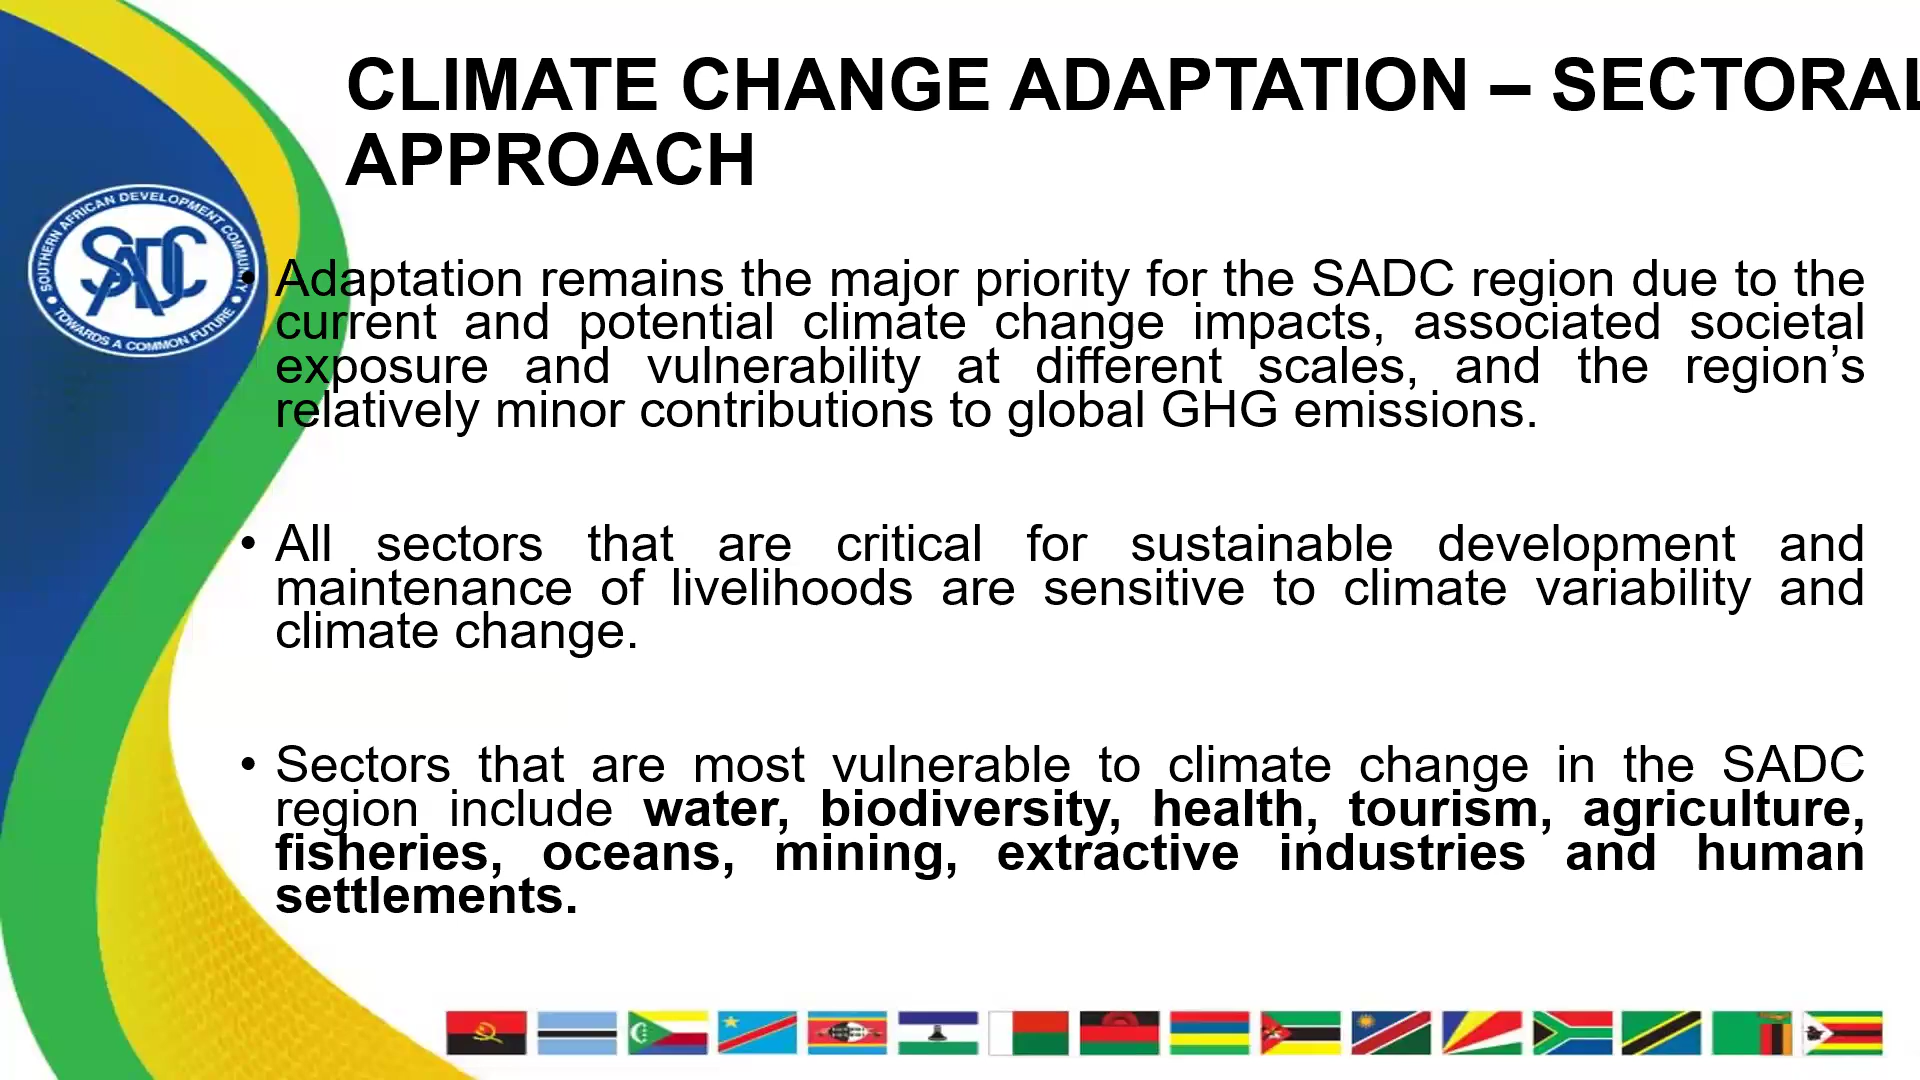 CLIMATE CHANGE ADAPTATION – SECTORAL
APPROACH
SOUTHERN AFRICAN DEVELOPMENT COMMUNITY
SADC
TOWARDS A COMMON FUTURE
• Adaptation remains the major priority for the SADC region due to the
current and potential climate change impacts, associated societal
exposure and vulnerability at different scales, and the region’s
relatively minor contributions to global GHG emissions.
• All sectors that are critical for sustainable development and
maintenance of livelihoods are sensitive to climate variability and
climate change.
• Sectors that are most vulnerable to climate change in the SADC
region include water, biodiversity, health, tourism, agriculture,
fisheries, oceans, mining, extractive industries and human
settlements.